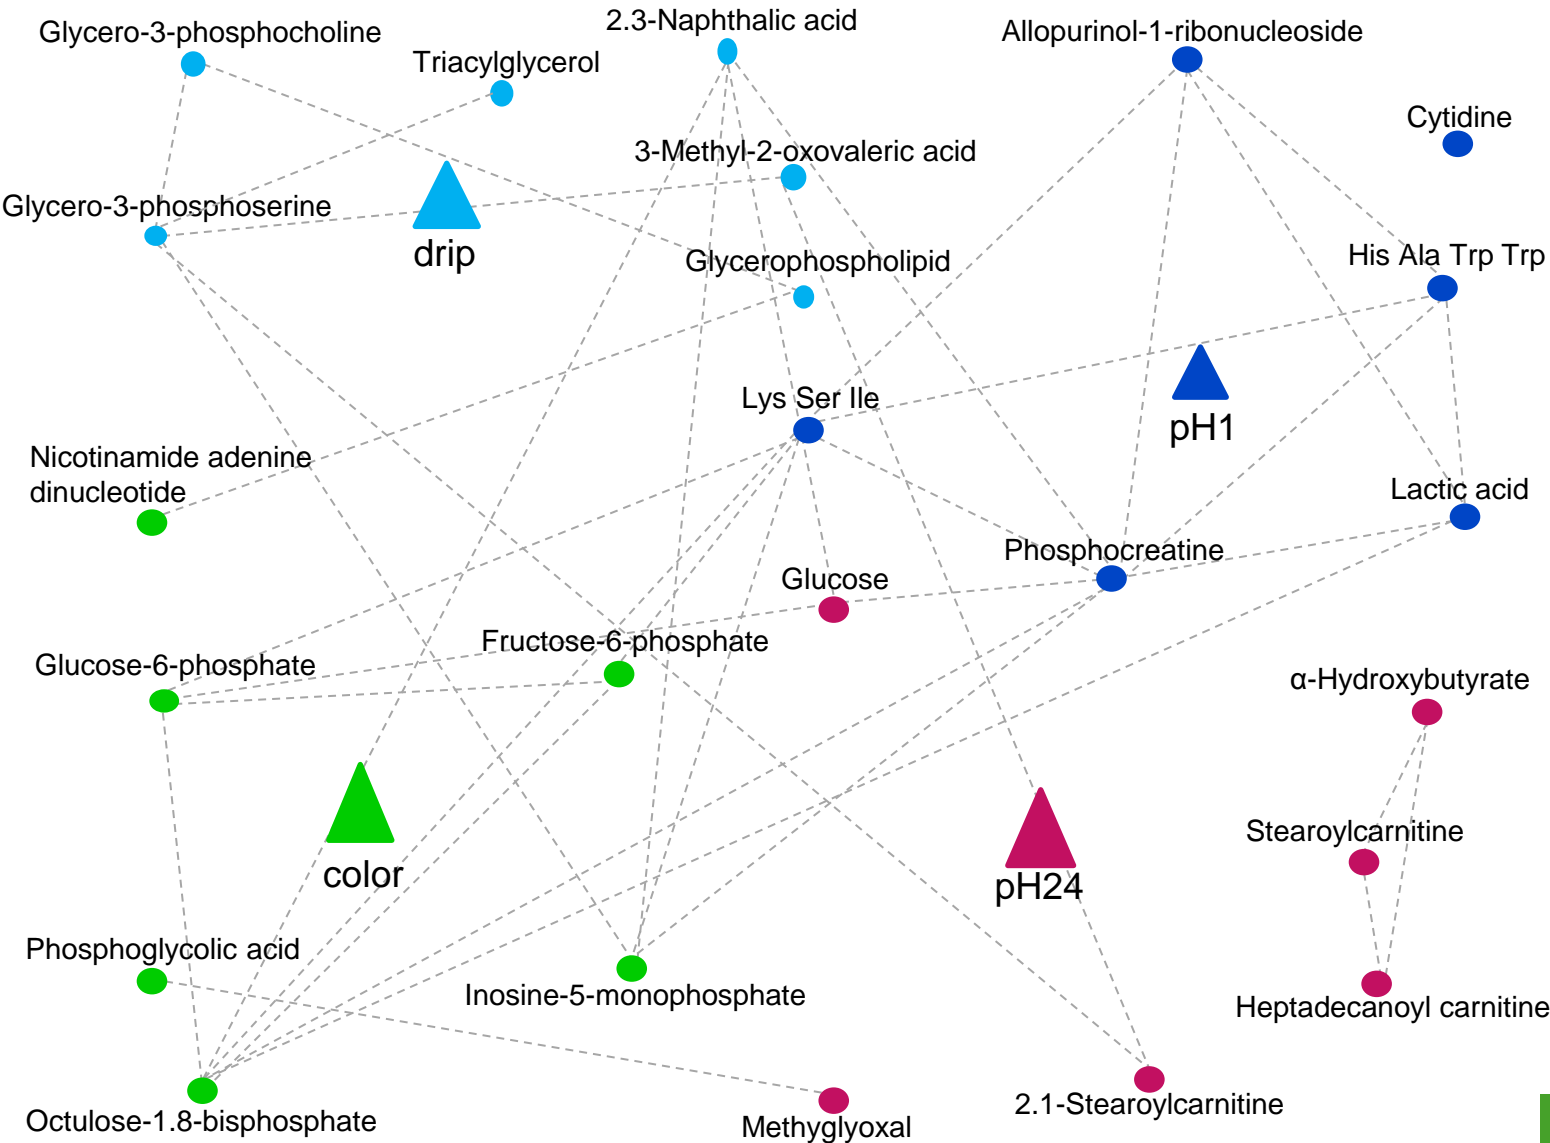 2.3-Naphthalic acid
Allopurinol-1-ribonucleoside
Glycero-3-phosphocholine
Triacylglycerol
Cytidine
3-Methyl-2-oxovaleric acid
Glycero-3-phosphoserine
drip
Glycerophospholipid
His Ala Trp Trp
Lys Ser Ile
pH1
Nicotinamide adenine
dinucleotide
Lactic acid
Phosphocreatine
Glucose
Fructose-6-phosphate
Glucose-6-phosphate
α-Hydroxybutyrate
Stearoylcarnitine
color
pH24
Phosphoglycolic acid
Inosine-5-monophosphate
Heptadecanoyl carnitine
2.1-Stearoylcarnitine
Octulose-1.8-bisphosphate
Methyglyoxal